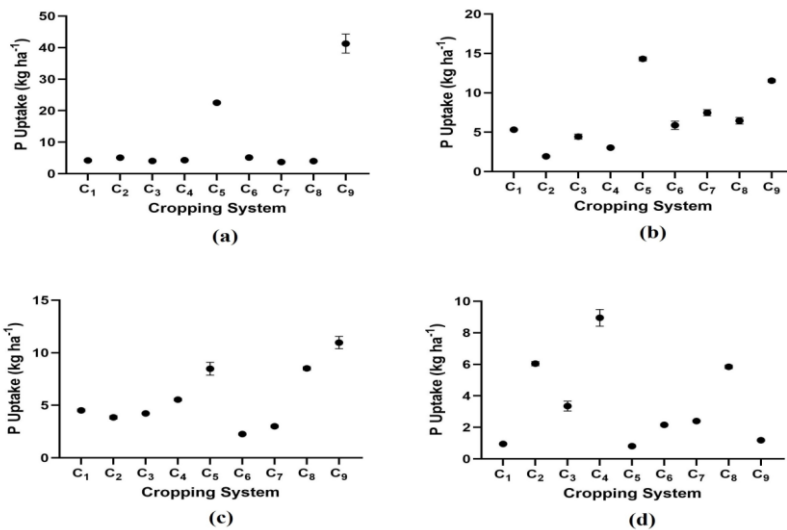 50
40
30
20
10
0
P Uptake (kg ha⁻¹)
C₁ C₂ C₃ C₄ C₅ C₆ C₇ C₈ C₉
Cropping System
(a)
20
15
10
5
0
P Uptake (kg ha⁻¹)
C₁ C₂ C₃ C₄ C₅ C₆ C₇ C₈ C₉
Cropping System
(b)
15
10
5
0
P Uptake (kg ha⁻¹)
C₁ C₂ C₃ C₄ C₅ C₆ C₇ C₈ C₉
Cropping System
(c)
10
8
6
4
2
0
P Uptake (kg ha⁻¹)
C₁ C₂ C₃ C₄ C₅ C₆ C₇ C₈ C₉
Cropping System
(d)